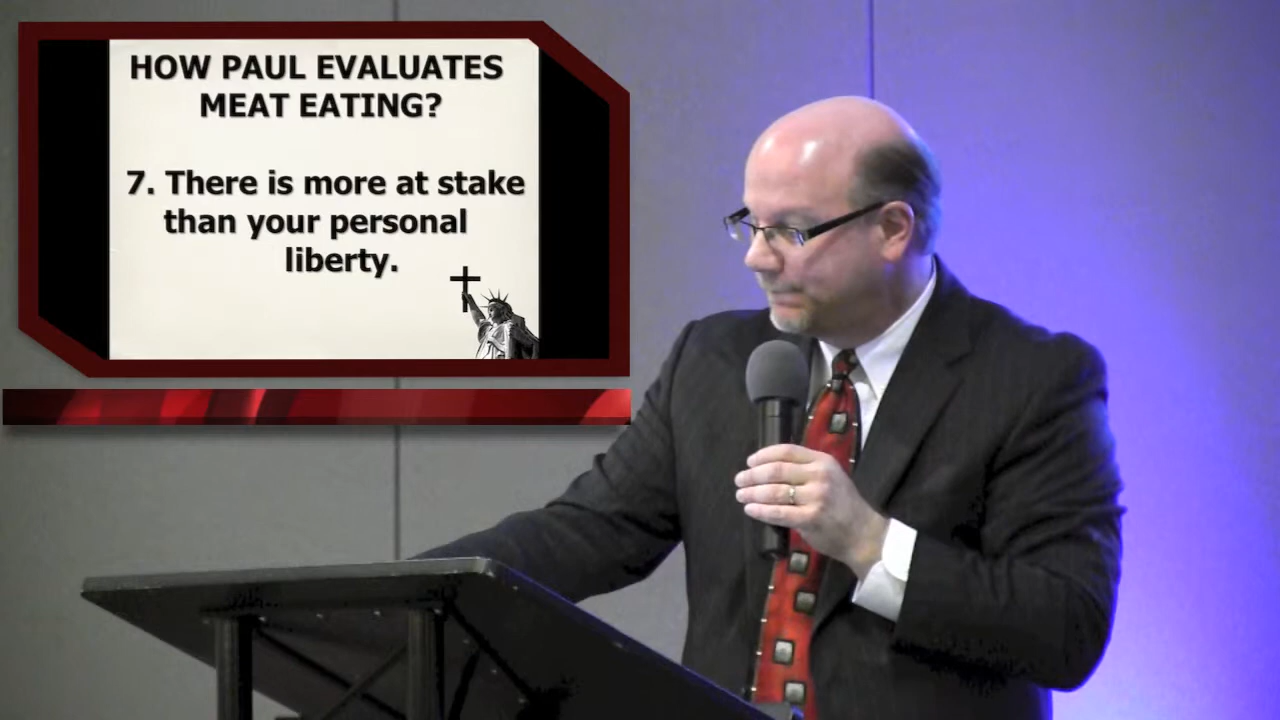 HOW PAUL EVALUATES
MEAT EATING?
7. There is more at stake
than your personal
liberty.